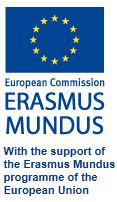 European Commission
ERASMUS
MUNDUS
With the support of
the Erasmus Mundus
programme of the
European Union